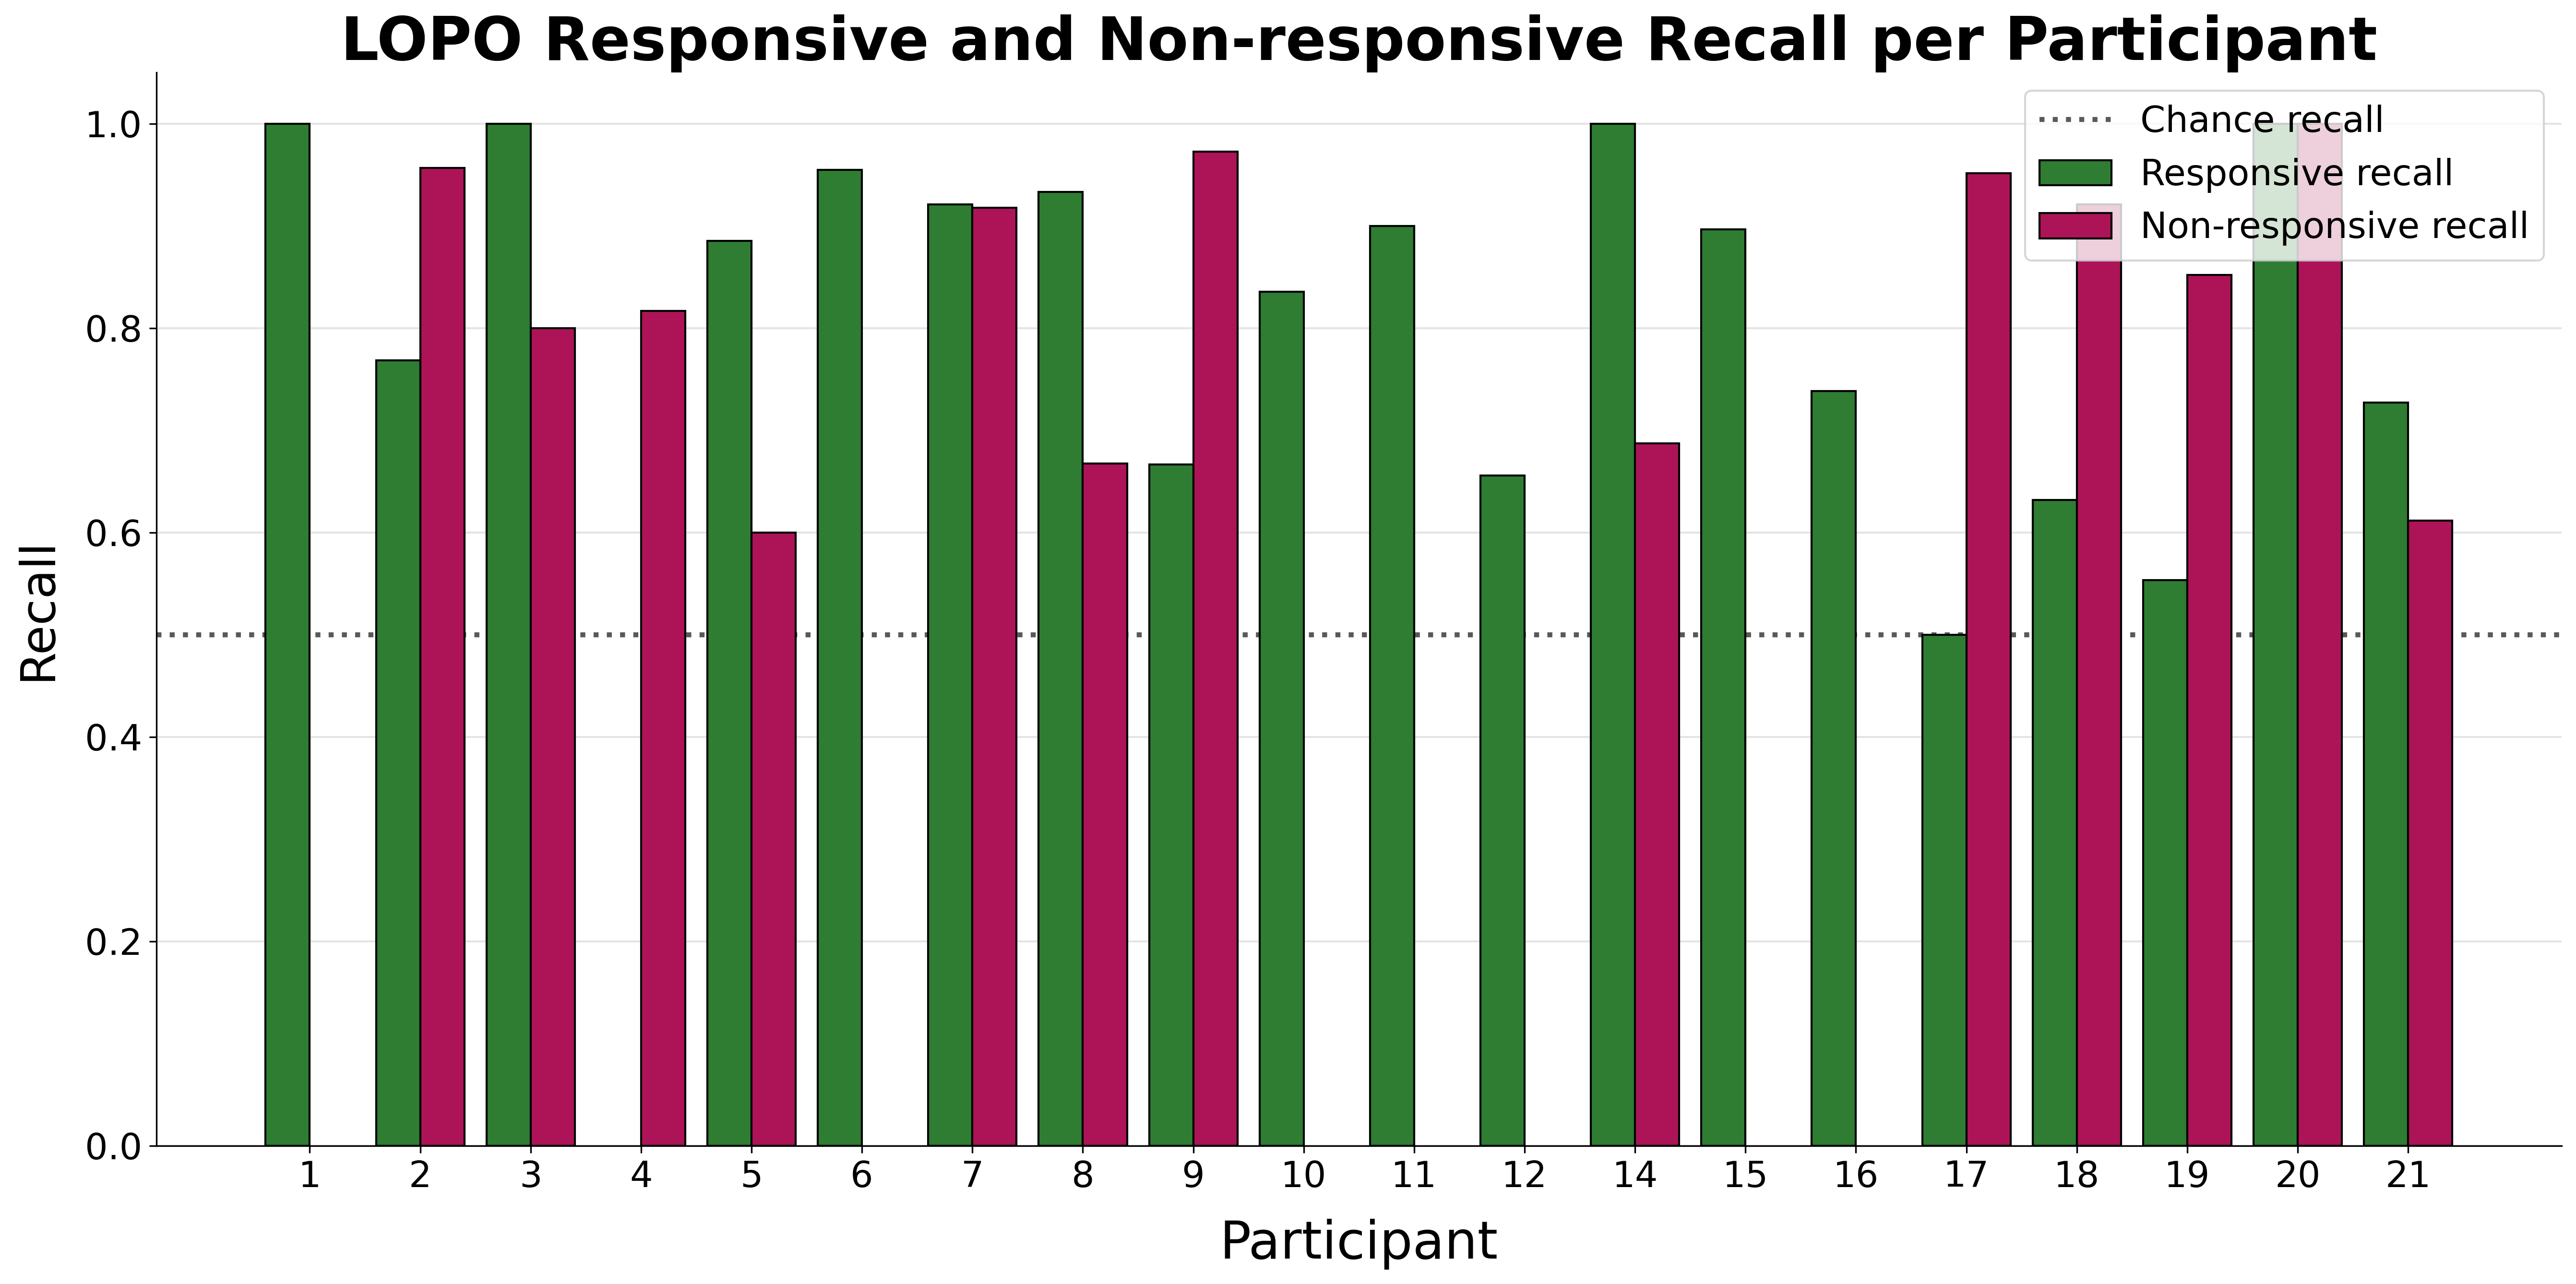 LOPO Responsive and Non-responsive Recall per Participant
Chance recall
Responsive recall
Non-responsive recall
1.0
0.8
0.6
0.4
0.2
0.0
Recall
1 2 3 4 5 6 7 8 9 10 11 12 14 15 16 17 18 19 20 21
Participant